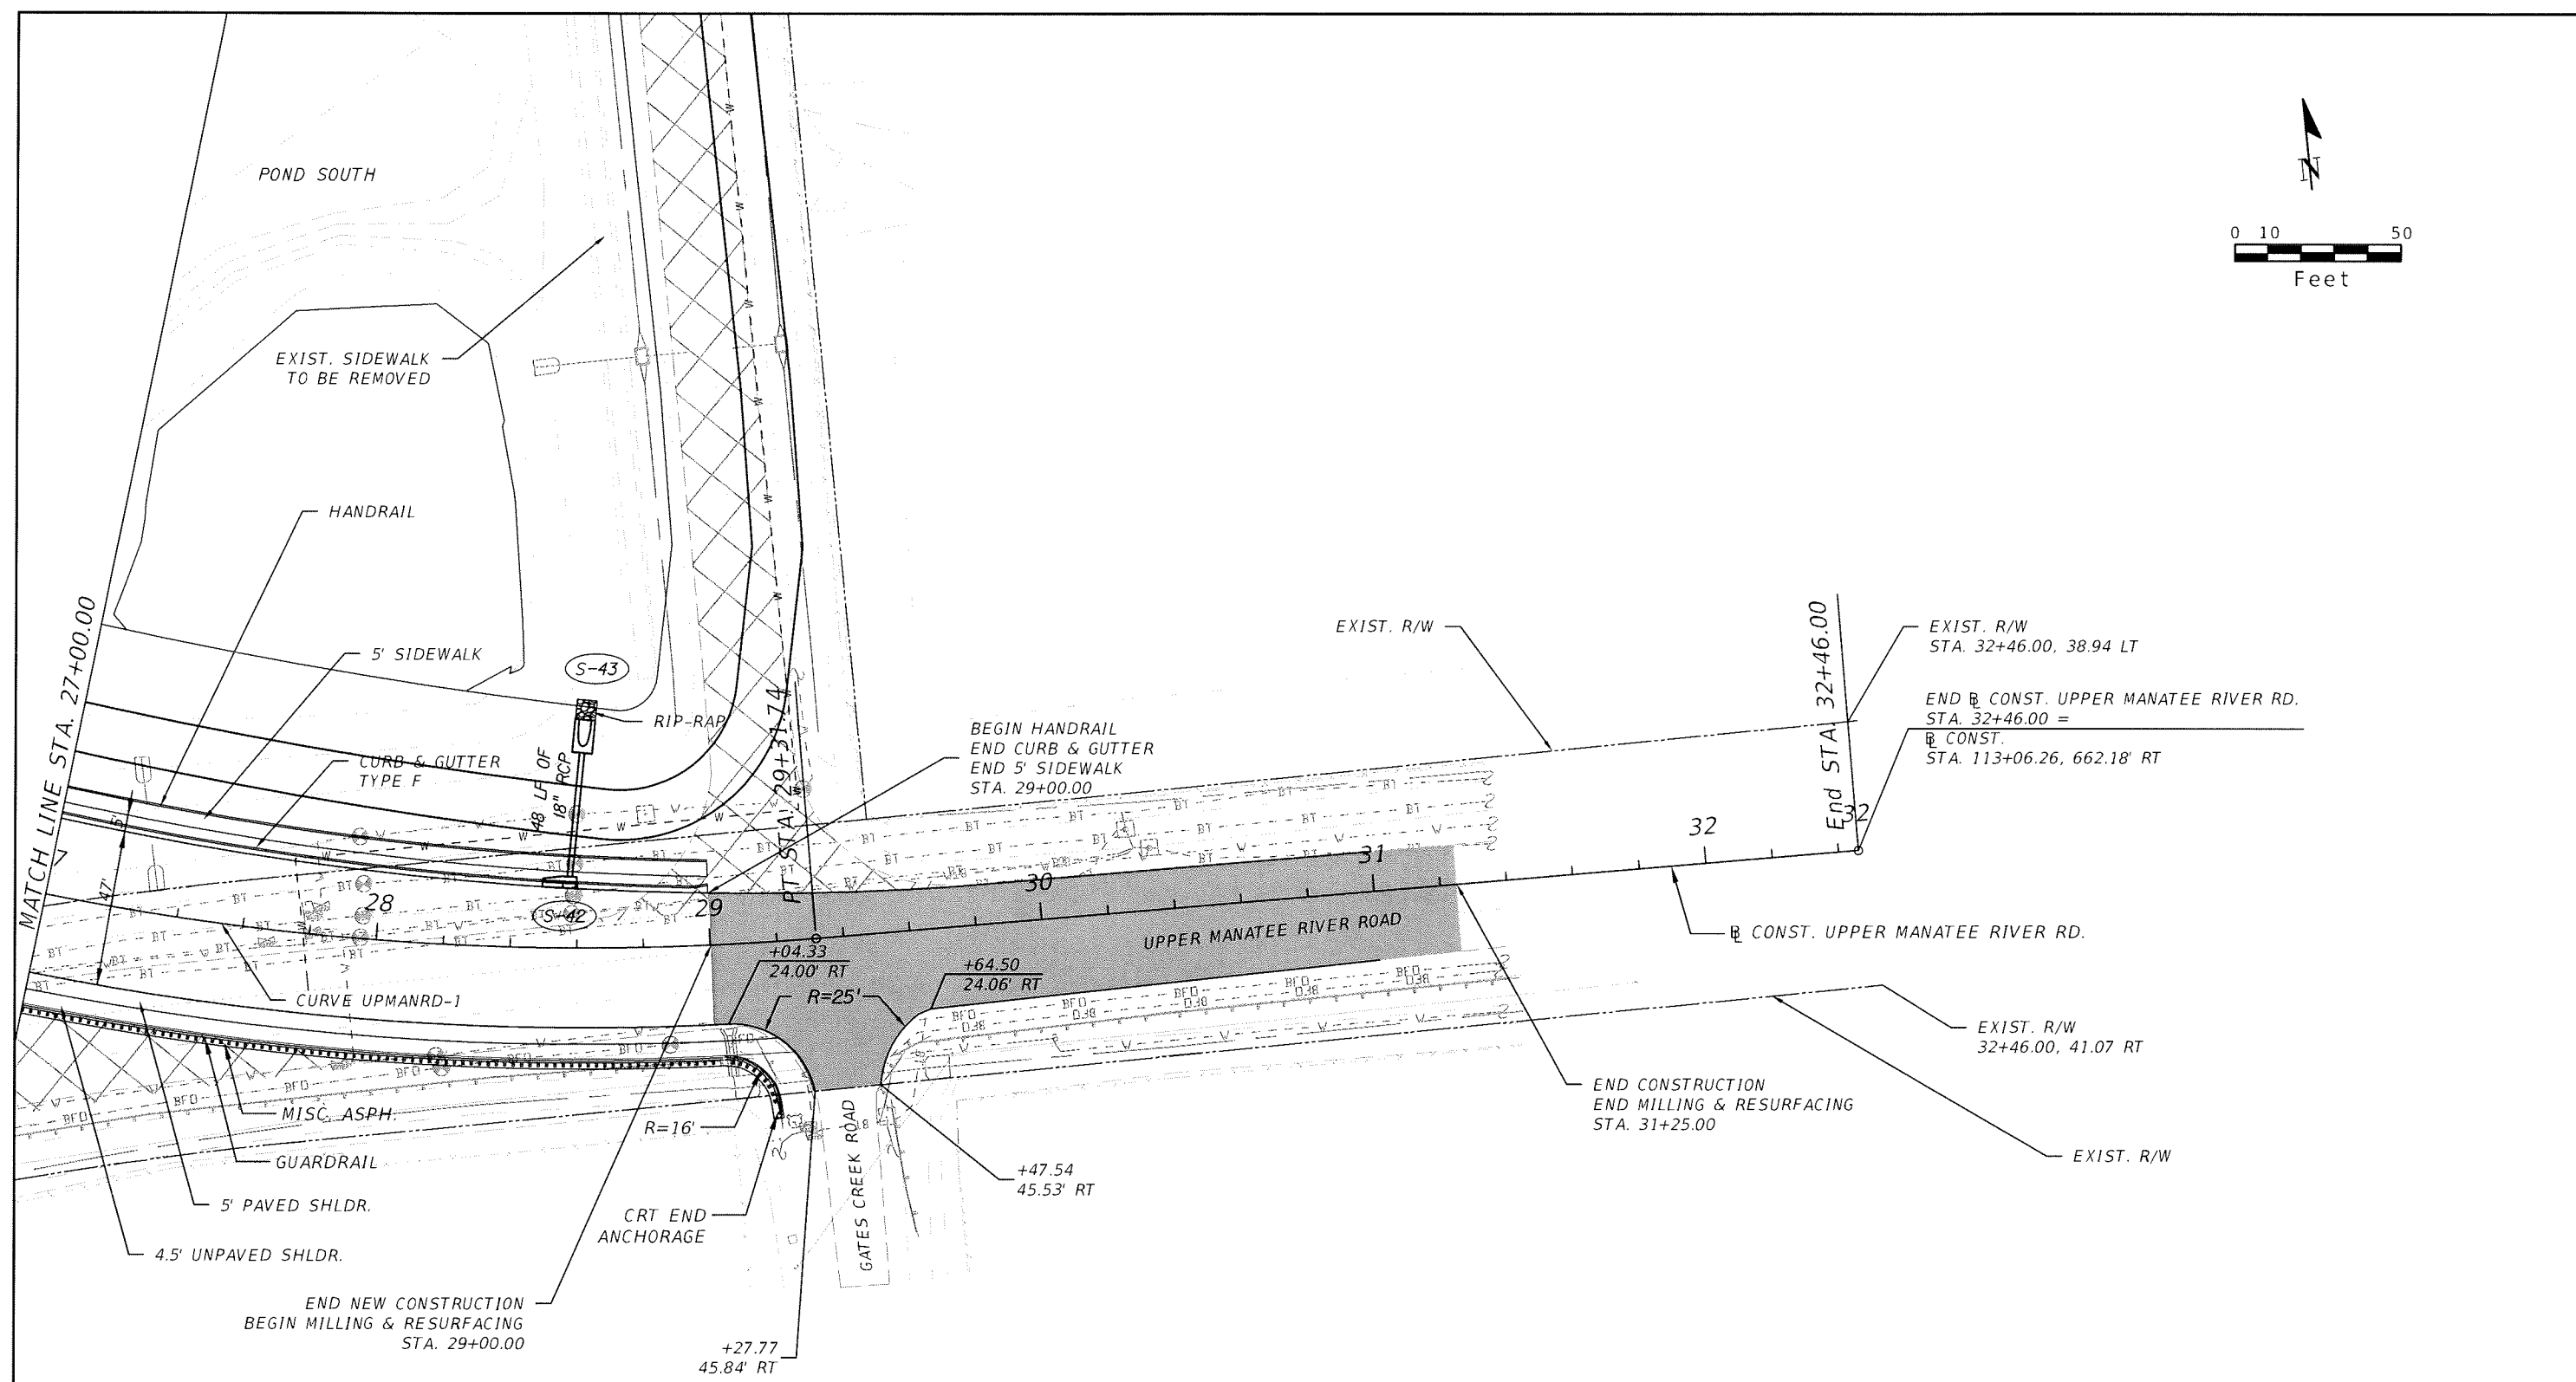 POND SOUTH
N
0 10 50
Feet
EXIST. SIDEWALK
TO BE REMOVED
HANDRAIL
MATCH LINE STA. 27+00.00
5' SIDEWALK
S-43
RIP-RAP
48 LF OF
18" RCP
CURB & GUTTER
TYPE F
5'
47'
PT STA. 29+31.74
BEGIN HANDRAIL
END CURB & GUTTER
END 5' SIDEWALK
STA. 29+00.00
EXIST. R/W
End STA. 32+46.00
EXIST. R/W
STA. 32+46.00, 38.94 LT
END BL CONST. UPPER MANATEE RIVER RD.
STA. 32+46.00 =
BL CONST.
STA. 113+06.26, 662.18' RT
28
S-42
29
30
31
32
32
UPPER MANATEE RIVER ROAD
BL CONST. UPPER MANATEE RIVER RD.
CURVE UPMANRD-1
+04.33
24.00' RT
R=25'
+64.50
24.06' RT
EXIST. R/W
32+46.00, 41.07 RT
END CONSTRUCTION
END MILLING & RESURFACING
STA. 31+25.00
EXIST. R/W
MISC. ASPH.
GUARDRAIL
5' PAVED SHLDR.
4.5' UNPAVED SHLDR.
R=16'
CRT END
ANCHORAGE
GATES CREEK ROAD
+47.54
45.53' RT
END NEW CONSTRUCTION
BEGIN MILLING & RESURFACING
STA. 29+00.00
+27.77
45.84' RT